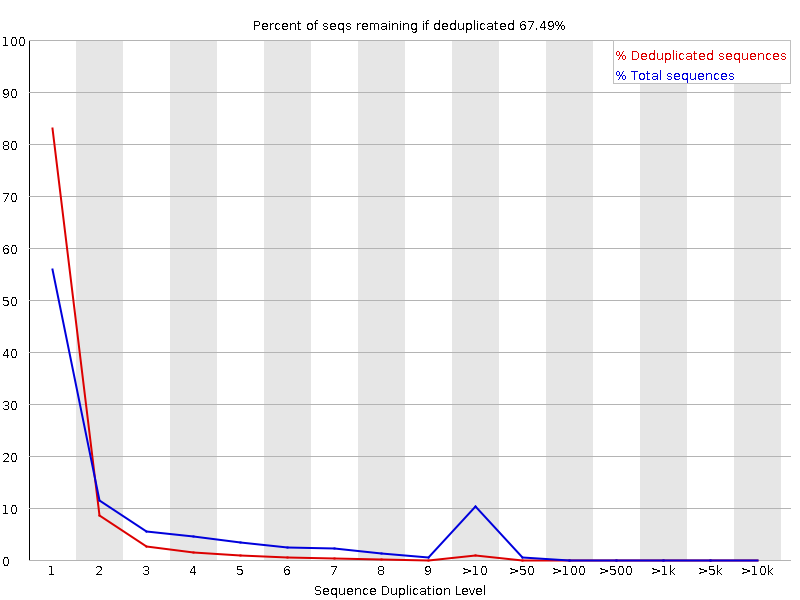 Percent of seqs remaining if deduplicated 67.49%
% Deduplicated sequences
% Total sequences
100
90
80
70
60
50
40
30
20
10
0
1 2 3 4 5 6 7 8 9 >10 >50 >100 >500 >1k >5k >10k
Sequence Duplication Level